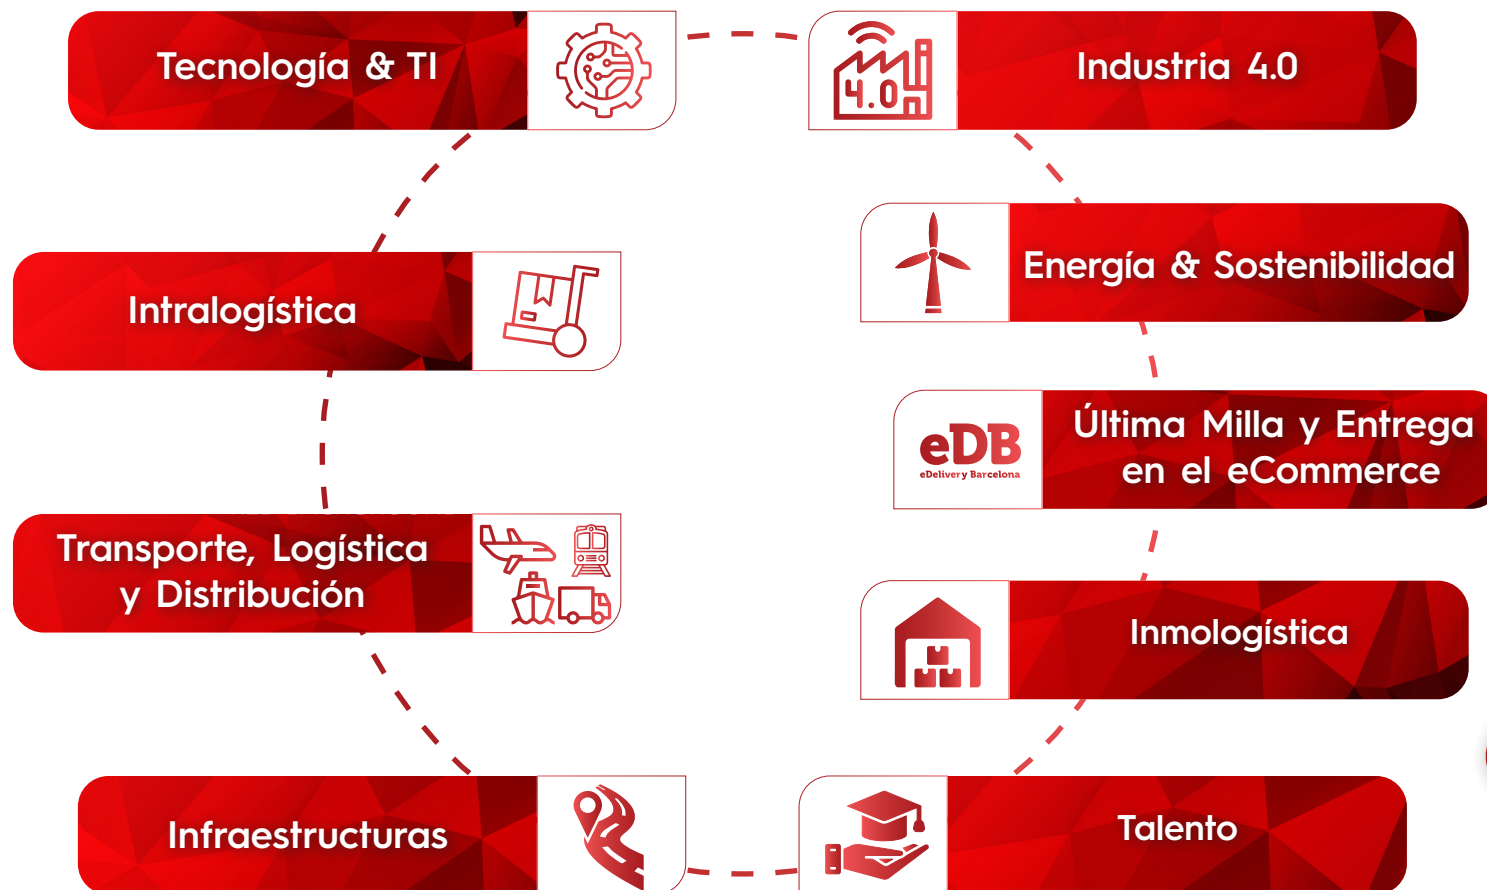 Tecnología & TI
4.0
Industria 4.0
Intralogística
Energía & Sostenibilidad
eDB
eDelivery Barcelona
Última Milla y Entrega
en el eCommerce
Transporte, Logística
y Distribución
Inmologística
Infraestructuras
Talento